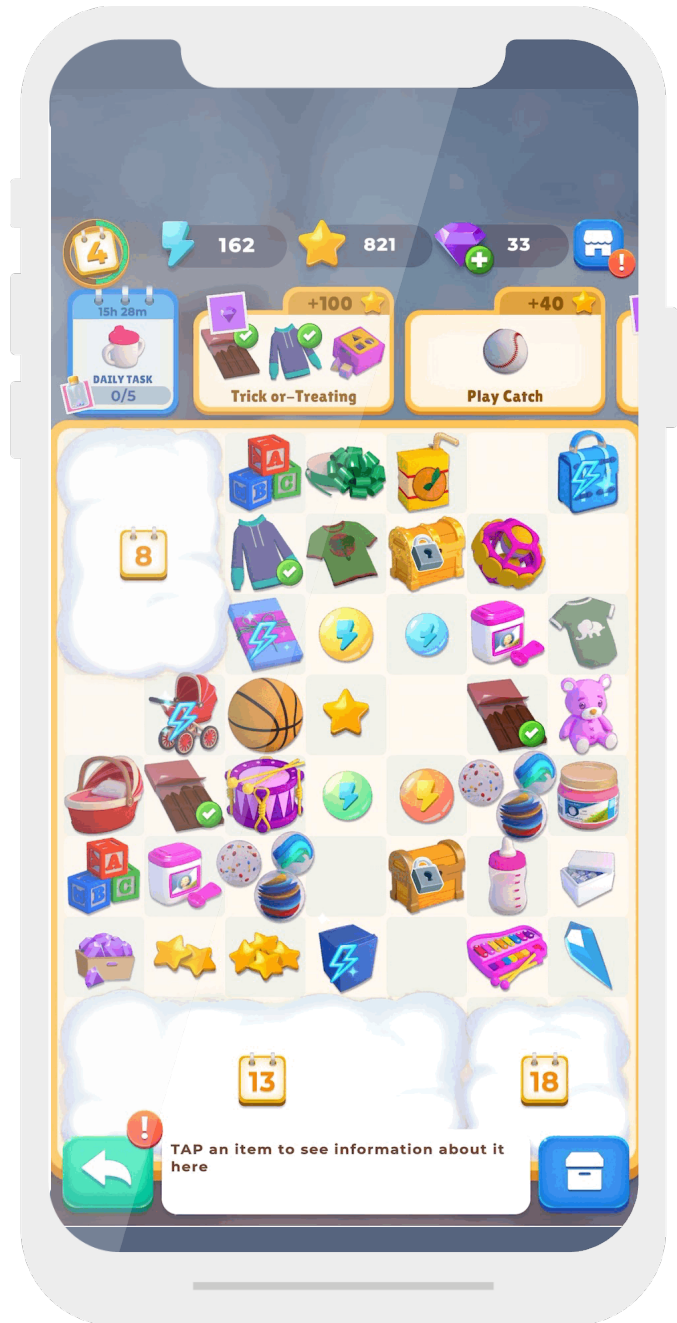 4
162
821
33
!
15h 28m
DAILY TASK
0/5
+100
Trick or-Treating
+40
Play Catch
A
B
C
8
A
B
C
13
18
!
TAP an item to see information about it
here